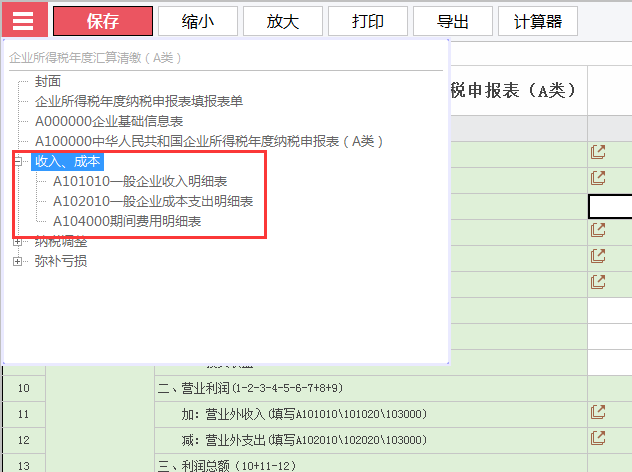 保存 缩小 放大 打印 导出 计算器
企业所得税年度汇算清缴（A类）
封面
企业所得税年度纳税申报表填报表单
税申报表（A类）
A000000企业基础信息表
A100000中华人民共和国企业所得税年度纳税申报表（A类）
收入、成本
A101010一般企业收入明细表
A102010一般企业成本支出明细表
A104000期间费用明细表
纳税调整
弥补亏损
10 二、营业利润(1-2-3-4-5-6-7+8+9)
11 加: 营业外收入(填写A101010\101020\103000)
12 减: 营业外支出(填写A102010\102020\103000)
13 三、利润总额（10+11-12）